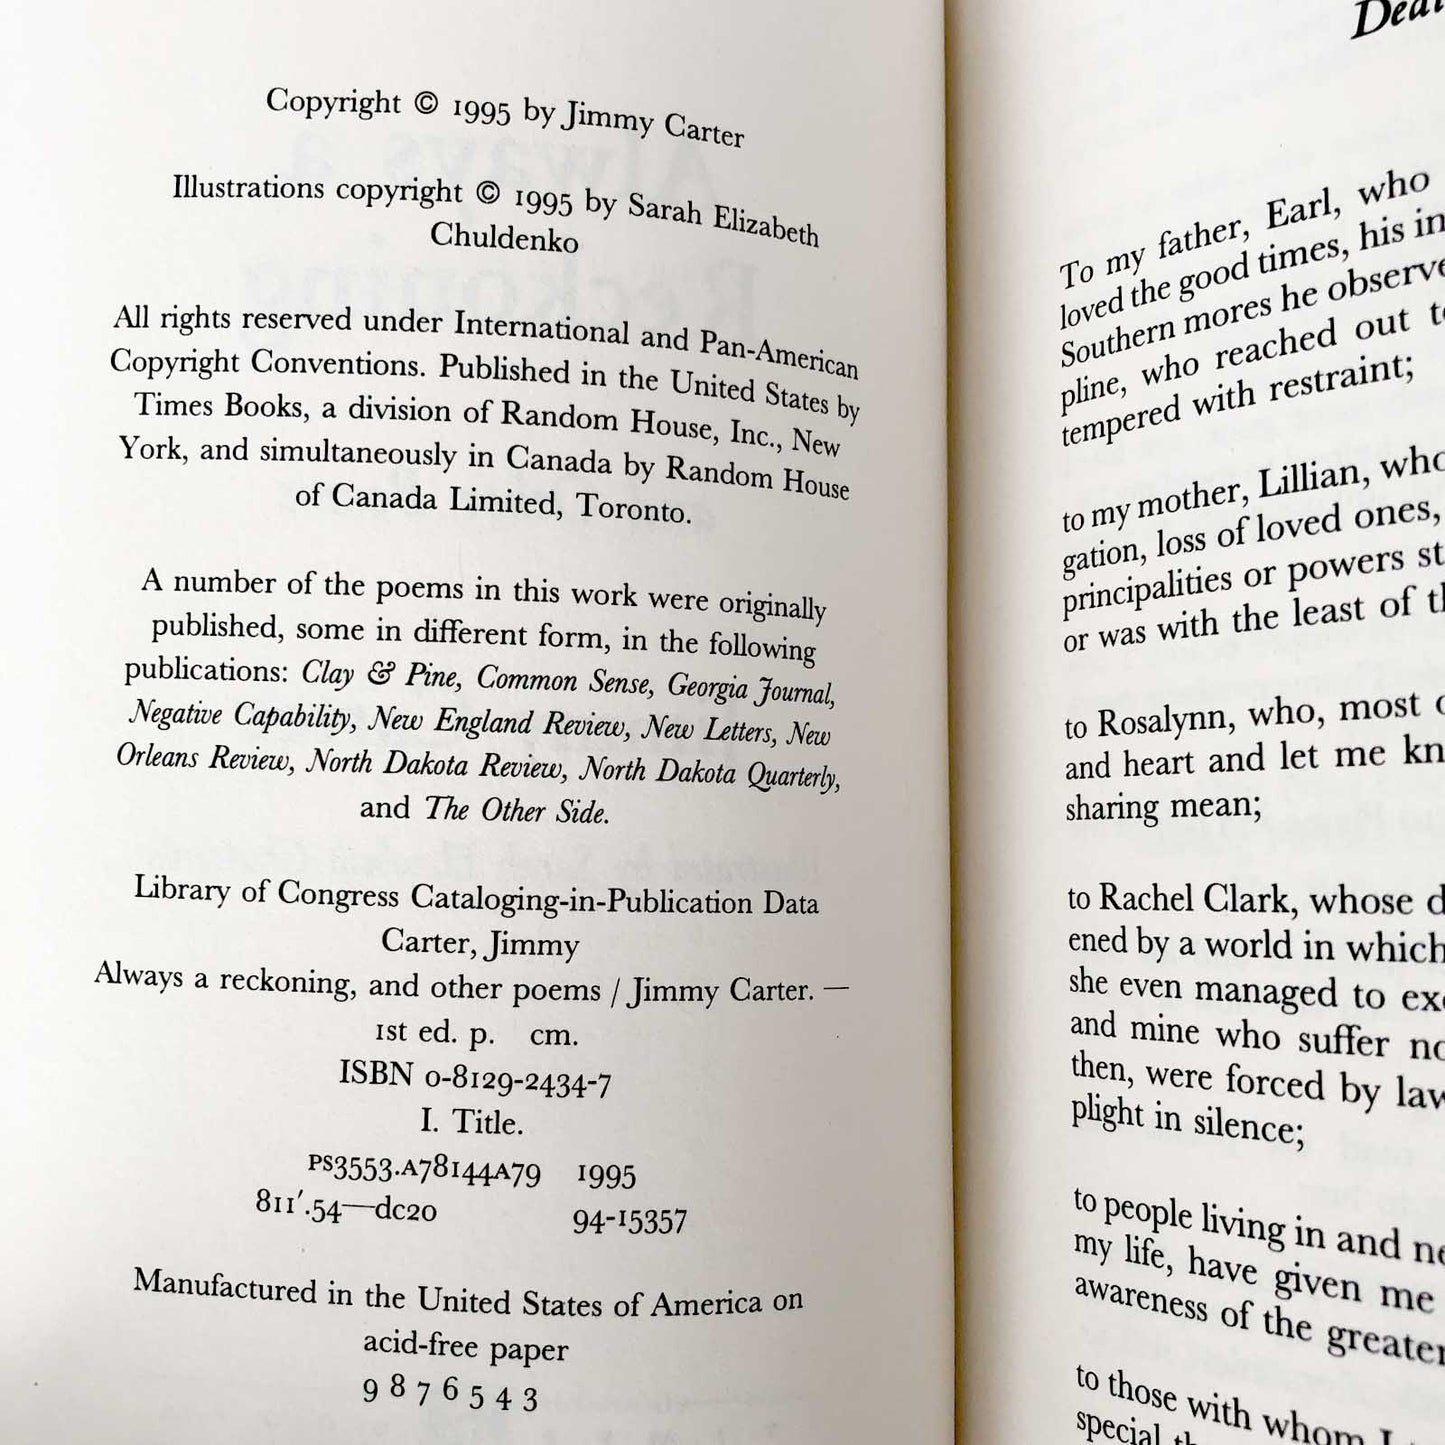 Copyright © 1995 by Jimmy Carter
Illustrations copyright © 1995 by Sarah Elizabeth
Chuldenko
All rights reserved under International and Pan-American
Copyright Conventions. Published in the United States by
Times Books, a division of Random House, Inc., New
York, and simultaneously in Canada by Random House
of Canada Limited, Toronto.
A number of the poems in this work were originally
published, some in different form, in the following
publications: Clay & Pine, Common Sense, Georgia Journal,
Negative Capability, New England Review, New Letters, New
Orleans Review, North Dakota Review, North Dakota Quarterly,
and The Other Side.
Library of Congress Cataloging-in-Publication Data
Carter, Jimmy
Always a reckoning, and other poems / Jimmy Carter. —
1st ed. p. cm.
ISBN 0-8129-2434-7
I. Title.
PS3553.A78144A79 1995
811′.54—dc20 94-15357
Manufactured in the United States of America on
acid-free paper
9 8 7 6 5 4 3
To my father, Earl, who
loved the good times, his in
Southern mores he observe
pline, who reached out t
tempered with restraint;
to my mother, Lillian, who
gation, loss of loved ones,
principalities or powers st
or was with the least of th
to Rosalynn, who, most
and heart and let me kn
sharing mean;
to Rachel Clark, whose d
ened by a world in which
she even managed to ex
and mine who suffer no
then, were forced by law
plight in silence;
to people living in and ne
my life, have given me
awareness of the greater
to those with whom I
special th